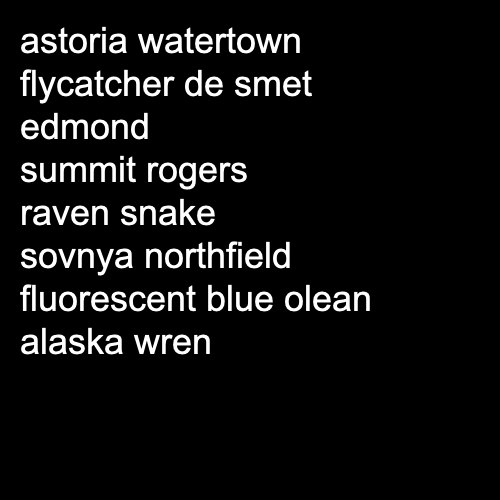 astoria watertown
flycatcher de smet
edmond
summit rogers
raven snake
sovnya northfield
fluorescent blue olean
alaska wren